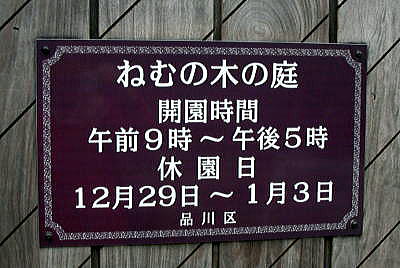 ねむの木の庭
開園時間
午前9時～午後5時
休園日
12月29日～1月3日
品川区